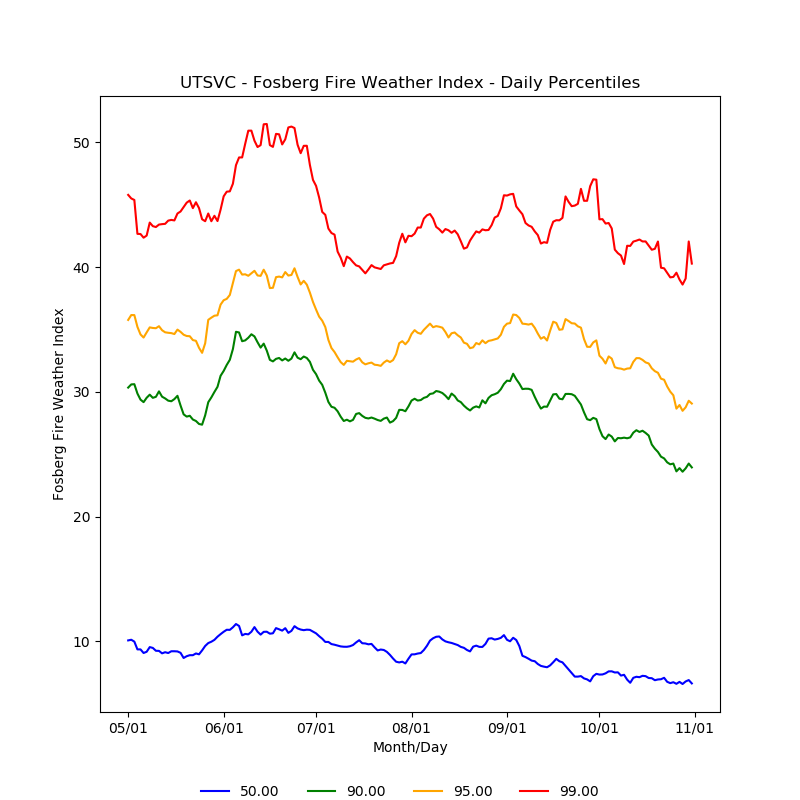 UTSVC - Fosberg Fire Weather Index - Daily Percentiles
50
40
30
20
10
Fosberg Fire Weather Index
05/01 06/01 07/01 08/01 09/01 10/01 11/01
Month/Day
50.00 90.00 95.00 99.00